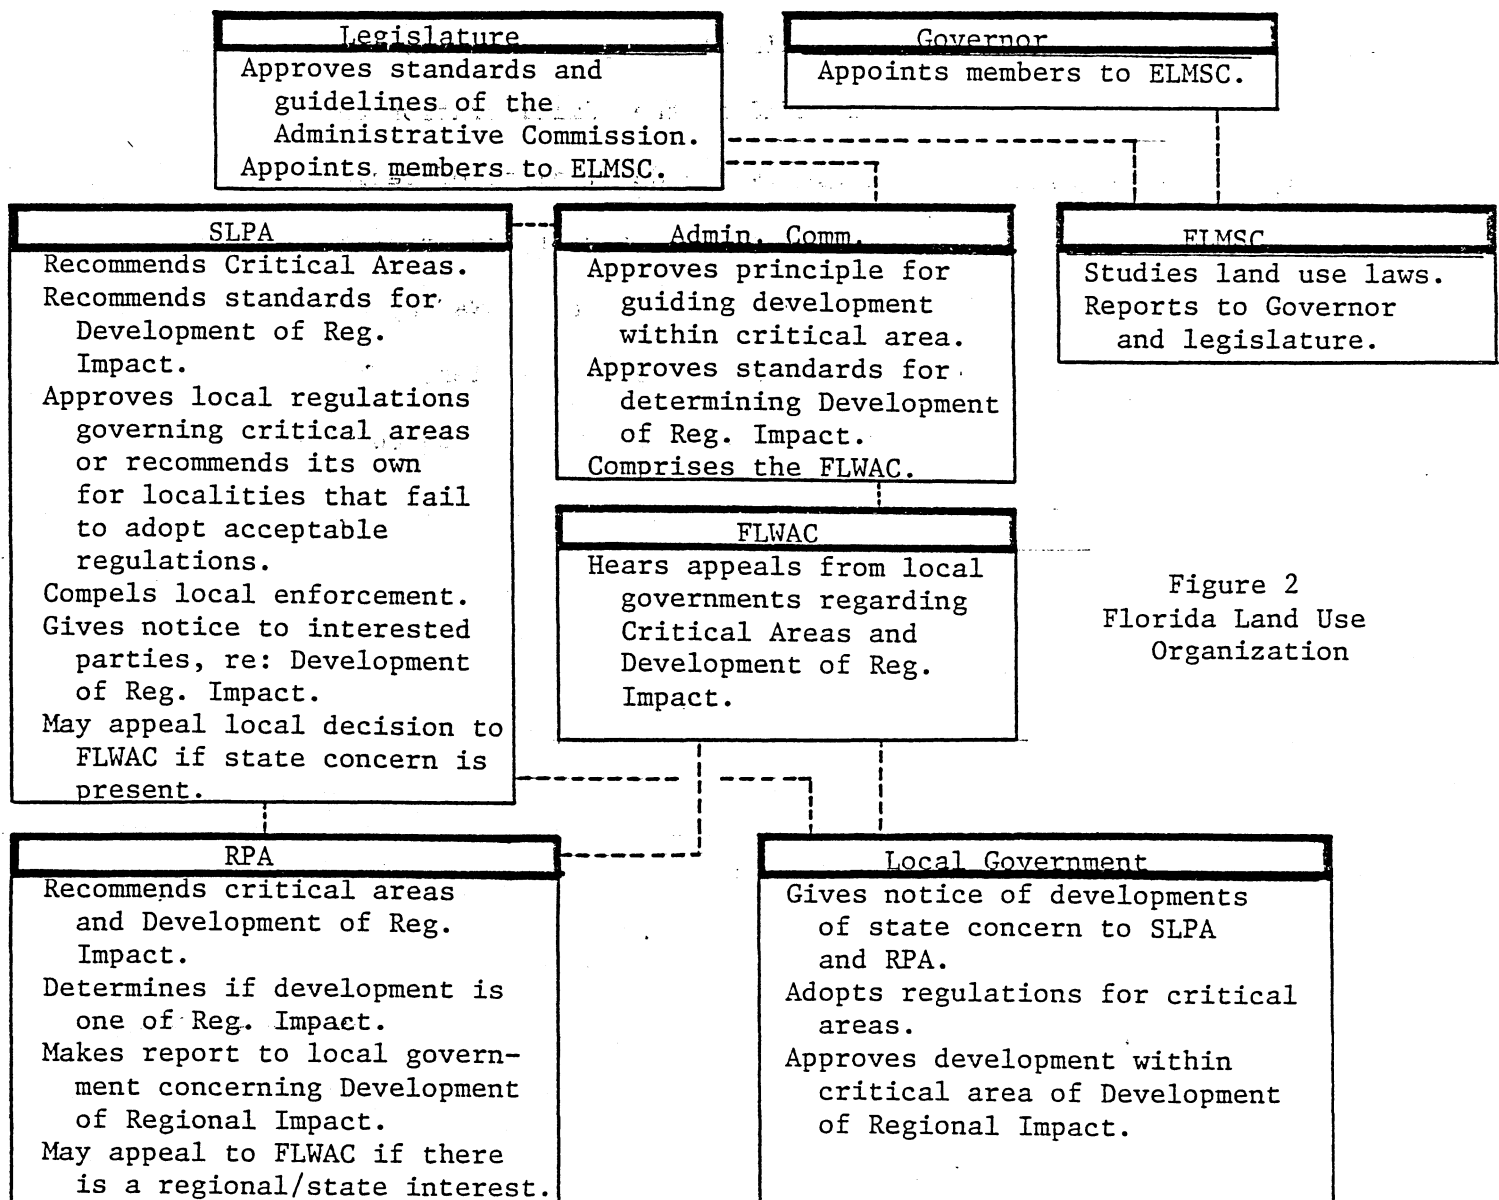 Legislature
Approves standards and
guidelines of the
Administrative Commission.
Appoints members to ELMSC.
Governor
Appoints members to ELMSC.
SLPA
Recommends Critical Areas.
Recommends standards for
Development of Reg.
Impact.
Approves local regulations
governing critical areas
or recommends its own
for localities that fail
to adopt acceptable
regulations.
Compels local enforcement.
Gives notice to interested
parties, re: Development
of Reg. Impact.
May appeal local decision to
FLWAC if state concern is
present.
Admin. Comm.
Approves principle for
guiding development
within critical area.
Approves standards for
determining Development
of Reg. Impact.
Comprises the FLWAC.
ELMSC
Studies land use laws.
Reports to Governor
and legislature.
FLWAC
Hears appeals from local
governments regarding
Critical Areas and
Development of Reg.
Impact.
Figure 2
Florida Land Use
Organization
RPA
Recommends critical areas
and Development of Reg.
Impact.
Determines if development is
one of Reg. Impact.
Makes report to local govern-
ment concerning Development
of Regional Impact.
May appeal to FLWAC if there
is a regional/state interest.
Local Government
Gives notice of developments
of state concern to SLPA
and RPA.
Adopts regulations for critical
areas.
Approves development within
critical area of Development
of Regional Impact.